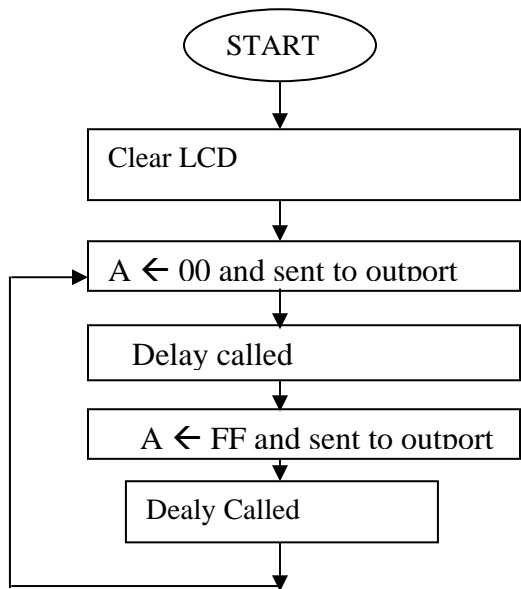 START
Clear LCD
A ← 00 and sent to outport
Delay called
A ← FF and sent to outport
Dealy Called